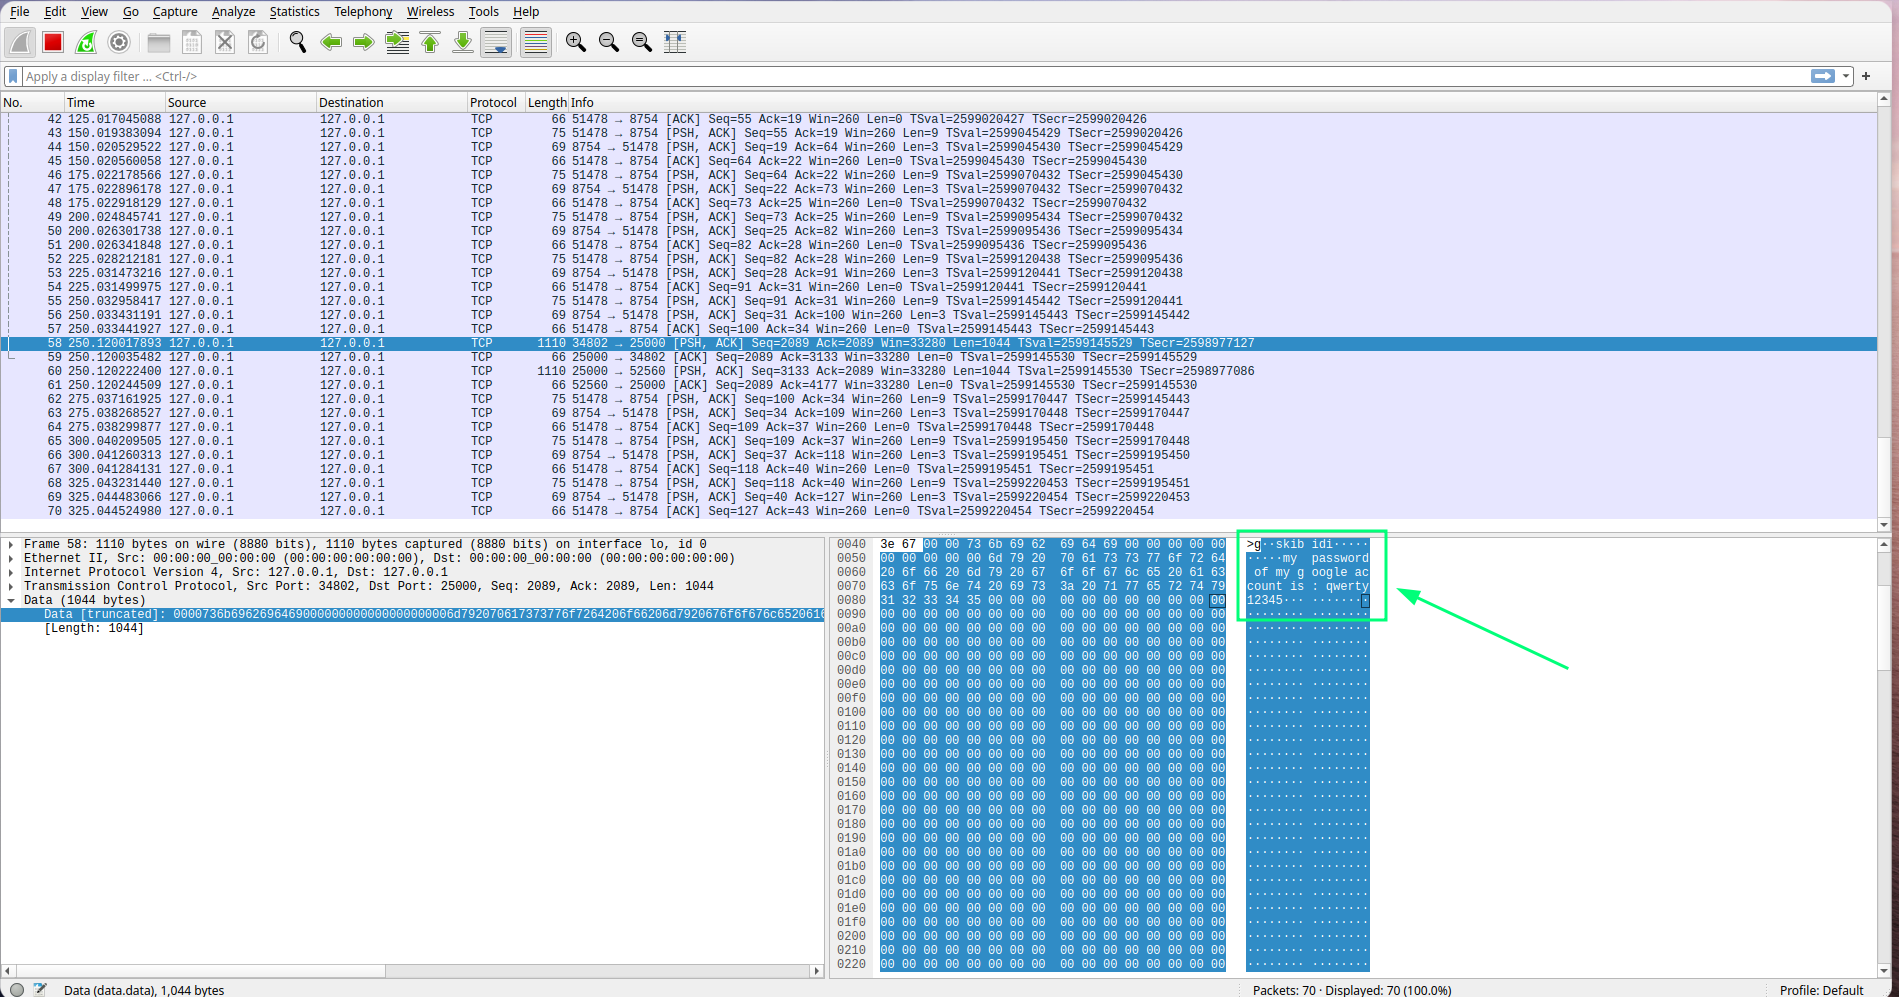 File Edit View Go Capture Analyze Statistics Telephony Wireless Tools Help
Apply a display filter ... <Ctrl-/>
No. Time Source Destination Protocol Length Info
42 125.017045088 127.0.0.1 127.0.0.1 TCP 66 51478 → 8754 [ACK] Seq=55 Ack=19 Win=260 Len=0 TSval=2599020427 TSecr=2599020426
43 150.019383094 127.0.0.1 127.0.0.1 TCP 75 51478 → 8754 [PSH, ACK] Seq=55 Ack=19 Win=260 Len=9 TSval=2599045429 TSecr=2599020426
44 150.020529522 127.0.0.1 127.0.0.1 TCP 69 8754 → 51478 [PSH, ACK] Seq=19 Ack=64 Win=260 Len=3 TSval=2599045430 TSecr=2599045429
45 150.020560058 127.0.0.1 127.0.0.1 TCP 66 51478 → 8754 [ACK] Seq=64 Ack=22 Win=260 Len=0 TSval=2599045430 TSecr=2599045430
46 175.022178566 127.0.0.1 127.0.0.1 TCP 75 51478 → 8754 [PSH, ACK] Seq=64 Ack=22 Win=260 Len=9 TSval=2599070432 TSecr=2599045430
47 175.022896178 127.0.0.1 127.0.0.1 TCP 69 8754 → 51478 [PSH, ACK] Seq=22 Ack=73 Win=260 Len=3 TSval=2599070432 TSecr=2599070432
48 175.022918129 127.0.0.1 127.0.0.1 TCP 66 51478 → 8754 [ACK] Seq=73 Ack=25 Win=260 Len=0 TSval=2599070432 TSecr=2599070432
49 200.024845741 127.0.0.1 127.0.0.1 TCP 75 51478 → 8754 [PSH, ACK] Seq=73 Ack=25 Win=260 Len=9 TSval=2599095434 TSecr=2599070432
50 200.026301738 127.0.0.1 127.0.0.1 TCP 69 8754 → 51478 [PSH, ACK] Seq=25 Ack=82 Win=260 Len=3 TSval=2599095436 TSecr=2599095434
51 200.026341848 127.0.0.1 127.0.0.1 TCP 66 51478 → 8754 [ACK] Seq=82 Ack=28 Win=260 Len=0 TSval=2599095436 TSecr=2599095436
52 225.028212181 127.0.0.1 127.0.0.1 TCP 75 51478 → 8754 [PSH, ACK] Seq=82 Ack=28 Win=260 Len=9 TSval=2599120438 TSecr=2599095436
53 225.031473216 127.0.0.1 127.0.0.1 TCP 69 8754 → 51478 [PSH, ACK] Seq=28 Ack=91 Win=260 Len=3 TSval=2599120441 TSecr=2599120438
54 225.031499975 127.0.0.1 127.0.0.1 TCP 66 51478 → 8754 [ACK] Seq=91 Ack=31 Win=260 Len=0 TSval=2599120441 TSecr=2599120441
55 250.032958417 127.0.0.1 127.0.0.1 TCP 75 51478 → 8754 [PSH, ACK] Seq=91 Ack=31 Win=260 Len=9 TSval=2599145442 TSecr=2599120441
56 250.033431191 127.0.0.1 127.0.0.1 TCP 69 8754 → 51478 [PSH, ACK] Seq=31 Ack=100 Win=260 Len=3 TSval=2599145443 TSecr=2599145442
57 250.033441927 127.0.0.1 127.0.0.1 TCP 66 51478 → 8754 [ACK] Seq=100 Ack=34 Win=260 Len=0 TSval=2599145443 TSecr=2599145443
58 250.120017893 127.0.0.1 127.0.0.1 TCP 1110 34802 → 25000 [PSH, ACK] Seq=2089 Ack=2089 Win=33280 Len=1044 TSval=2599145529 TSecr=2598977127
59 250.120035482 127.0.0.1 127.0.0.1 TCP 66 25000 → 34802 [ACK] Seq=2089 Ack=3133 Win=33280 Len=0 TSval=2599145530 TSecr=2599145529
60 250.120222400 127.0.0.1 127.0.0.1 TCP 1110 25000 → 52560 [PSH, ACK] Seq=3133 Ack=2089 Win=33280 Len=1044 TSval=2599145530 TSecr=2598977086
61 250.120244509 127.0.0.1 127.0.0.1 TCP 66 52560 → 25000 [ACK] Seq=2089 Ack=4177 Win=33280 Len=0 TSval=2599145530 TSecr=2599145530
62 275.037161925 127.0.0.1 127.0.0.1 TCP 75 51478 → 8754 [PSH, ACK] Seq=100 Ack=34 Win=260 Len=9 TSval=2599170447 TSecr=2599145443
63 275.038268527 127.0.0.1 127.0.0.1 TCP 69 8754 → 51478 [PSH, ACK] Seq=34 Ack=109 Win=260 Len=3 TSval=2599170448 TSecr=2599170447
64 275.038299877 127.0.0.1 127.0.0.1 TCP 66 51478 → 8754 [ACK] Seq=109 Ack=37 Win=260 Len=0 TSval=2599170448 TSecr=2599170448
65 300.040209505 127.0.0.1 127.0.0.1 TCP 75 51478 → 8754 [PSH, ACK] Seq=109 Ack=37 Win=260 Len=9 TSval=2599195450 TSecr=2599170448
66 300.041260313 127.0.0.1 127.0.0.1 TCP 69 8754 → 51478 [PSH, ACK] Seq=37 Ack=118 Win=260 Len=3 TSval=2599195451 TSecr=2599195450
67 300.041284131 127.0.0.1 127.0.0.1 TCP 66 51478 → 8754 [ACK] Seq=118 Ack=40 Win=260 Len=0 TSval=2599195451 TSecr=2599195451
68 325.043231440 127.0.0.1 127.0.0.1 TCP 75 51478 → 8754 [PSH, ACK] Seq=118 Ack=40 Win=260 Len=9 TSval=2599220453 TSecr=2599195451
69 325.044483066 127.0.0.1 127.0.0.1 TCP 69 8754 → 51478 [PSH, ACK] Seq=40 Ack=127 Win=260 Len=3 TSval=2599220454 TSecr=2599220453
70 325.044524980 127.0.0.1 127.0.0.1 TCP 66 51478 → 8754 [ACK] Seq=127 Ack=43 Win=260 Len=0 TSval=2599220454 TSecr=2599220454
Frame 58: 1110 bytes on wire (8880 bits), 1110 bytes captured (8880 bits) on interface lo, id 0
Ethernet II, Src: 00:00:00_00:00:00 (00:00:00:00:00:00), Dst: 00:00:00_00:00:00 (00:00:00:00:00:00)
Internet Protocol Version 4, Src: 127.0.0.1, Dst: 127.0.0.1
Transmission Control Protocol, Src Port: 34802, Dst Port: 25000, Seq: 2089, Ack: 2089, Len: 1044
Data (1044 bytes)
Data [truncated]: 0000736b6962696469000000000000000000006d792070617373776f7264206f66206d7920676f6f676c6520616
[Length: 1044]
0040 3e 67 00 00 73 6b 69 62 69 64 69 00 00 00 00 00 >g··skib idi·····
0050 00 00 00 00 00 6d 79 20 70 61 73 73 77 6f 72 64 ·····my password
0060 20 6f 66 20 6d 79 20 67 6f 6f 67 6c 65 20 61 63 of my g oogle ac
0070 63 6f 75 6e 74 20 69 73 3a 20 71 77 65 72 74 79 count is : qwerty
0080 31 32 33 34 35 00 00 00 00 00 00 00 00 00 00 00 12345··· ········
0090 00 00 00 00 00 00 00 00 00 00 00 00 00 00 00 00 ········ ········
00a0 00 00 00 00 00 00 00 00 00 00 00 00 00 00 00 00 ········ ········
00b0 00 00 00 00 00 00 00 00 00 00 00 00 00 00 00 00 ········ ········
00c0 00 00 00 00 00 00 00 00 00 00 00 00 00 00 00 00 ········ ········
00d0 00 00 00 00 00 00 00 00 00 00 00 00 00 00 00 00 ········ ········
00e0 00 00 00 00 00 00 00 00 00 00 00 00 00 00 00 00 ········ ········
00f0 00 00 00 00 00 00 00 00 00 00 00 00 00 00 00 00 ········ ········
0100 00 00 00 00 00 00 00 00 00 00 00 00 00 00 00 00 ········ ········
0110 00 00 00 00 00 00 00 00 00 00 00 00 00 00 00 00 ········ ········
0120 00 00 00 00 00 00 00 00 00 00 00 00 00 00 00 00 ········ ········
0130 00 00 00 00 00 00 00 00 00 00 00 00 00 00 00 00 ········ ········
0140 00 00 00 00 00 00 00 00 00 00 00 00 00 00 00 00 ········ ········
0150 00 00 00 00 00 00 00 00 00 00 00 00 00 00 00 00 ········ ········
0160 00 00 00 00 00 00 00 00 00 00 00 00 00 00 00 00 ········ ········
0170 00 00 00 00 00 00 00 00 00 00 00 00 00 00 00 00 ········ ········
0180 00 00 00 00 00 00 00 00 00 00 00 00 00 00 00 00 ········ ········
0190 00 00 00 00 00 00 00 00 00 00 00 00 00 00 00 00 ········ ········
01a0 00 00 00 00 00 00 00 00 00 00 00 00 00 00 00 00 ········ ········
01b0 00 00 00 00 00 00 00 00 00 00 00 00 00 00 00 00 ········ ········
01c0 00 00 00 00 00 00 00 00 00 00 00 00 00 00 00 00 ········ ········
01d0 00 00 00 00 00 00 00 00 00 00 00 00 00 00 00 00 ········ ········
01e0 00 00 00 00 00 00 00 00 00 00 00 00 00 00 00 00 ········ ········
01f0 00 00 00 00 00 00 00 00 00 00 00 00 00 00 00 00 ········ ········
0200 00 00 00 00 00 00 00 00 00 00 00 00 00 00 00 00 ········ ········
0210 00 00 00 00 00 00 00 00 00 00 00 00 00 00 00 00 ········ ········
0220 00 00 00 00 00 00 00 00 00 00 00 00 00 00 00 00 ········ ········
Data (data.data), 1,044 bytes Packets: 70 · Displayed: 70 (100.0%) Profile: Default